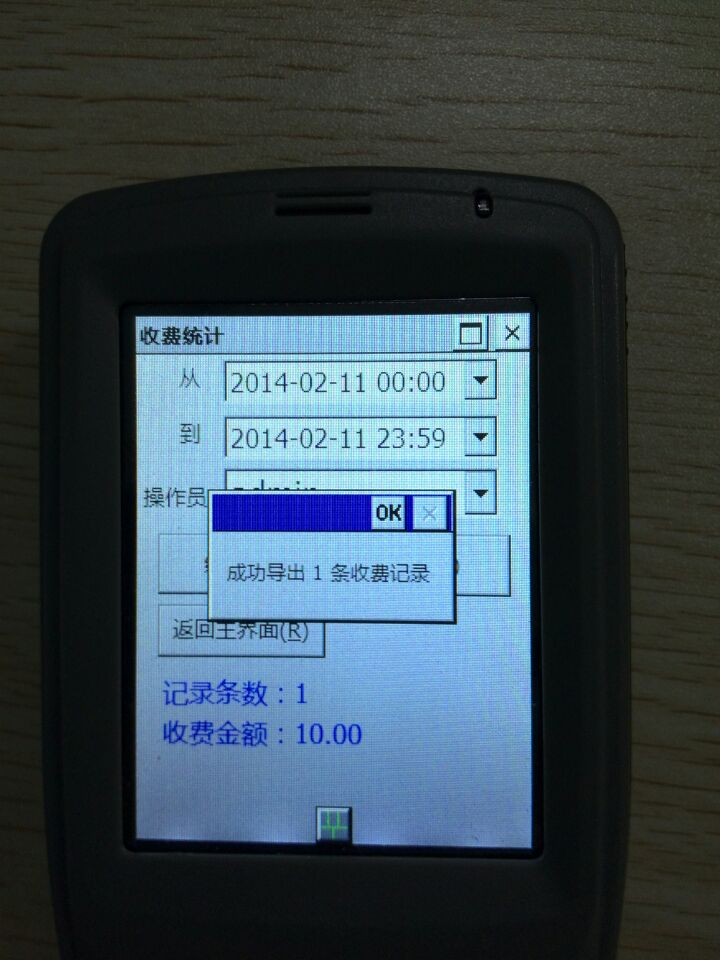 收费统计
从 2014-02-11 00:00
到 2014-02-11 23:59
操作员
OK
成功导出 1 条收费记录
返回主界面(R)
记录条数：1
收费金额：10.00